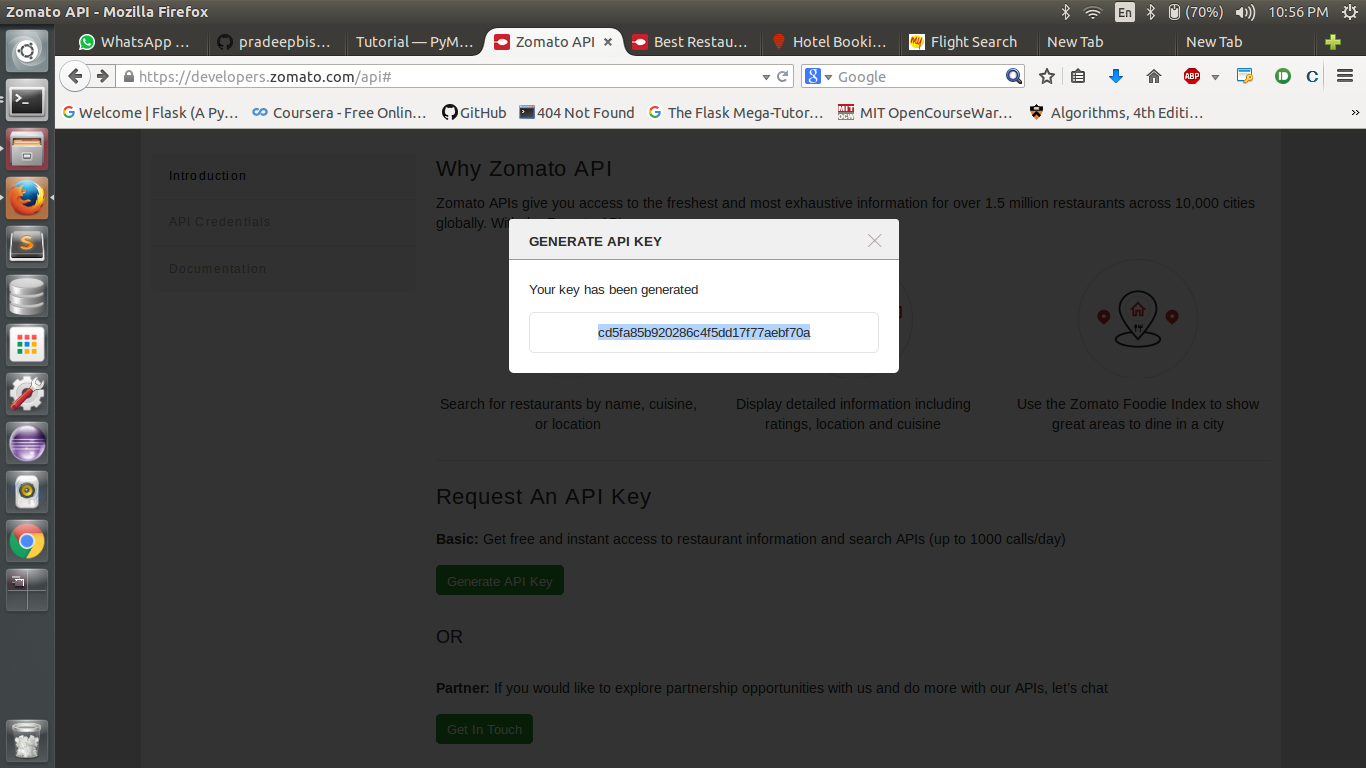 Zomato API - Mozilla Firefox
En
(70%)
10:56 PM
WhatsApp ...
pradeepbis...
Tutorial — PyM...
Zomato API
Best Restau...
Hotel Booki...
my
Flight Search
New Tab
New Tab
https://developers.zomato.com/api#
Google
ABP
C
Welcome | Flask (A Py...
Coursera - Free Onlin...
GitHub
404 Not Found
The Flask Mega-Tutor...
MIT OpenCourseWar...
Algorithms, 4th Editi...
»
Introduction
API Credentials
Documentation
Why Zomato API
Zomato APIs give you access to the freshest and most exhaustive information for over 1.5 million restaurants across 10,000 cities
globally.
GENERATE API KEY
Your key has been generated
cd5fa85b920286c4f5dd17f77aebf70a
Search for restaurants by name, cuisine,
or location
Display detailed information including
ratings, location and cuisine
Use the Zomato Foodie Index to show
great areas to dine in a city
Request An API Key
Basic: Get free and instant access to restaurant information and search APIs (up to 1000 calls/day)
Generate API Key
OR
Partner: If you would like to explore partnership opportunities with us and do more with our APIs, let's chat
Get In Touch